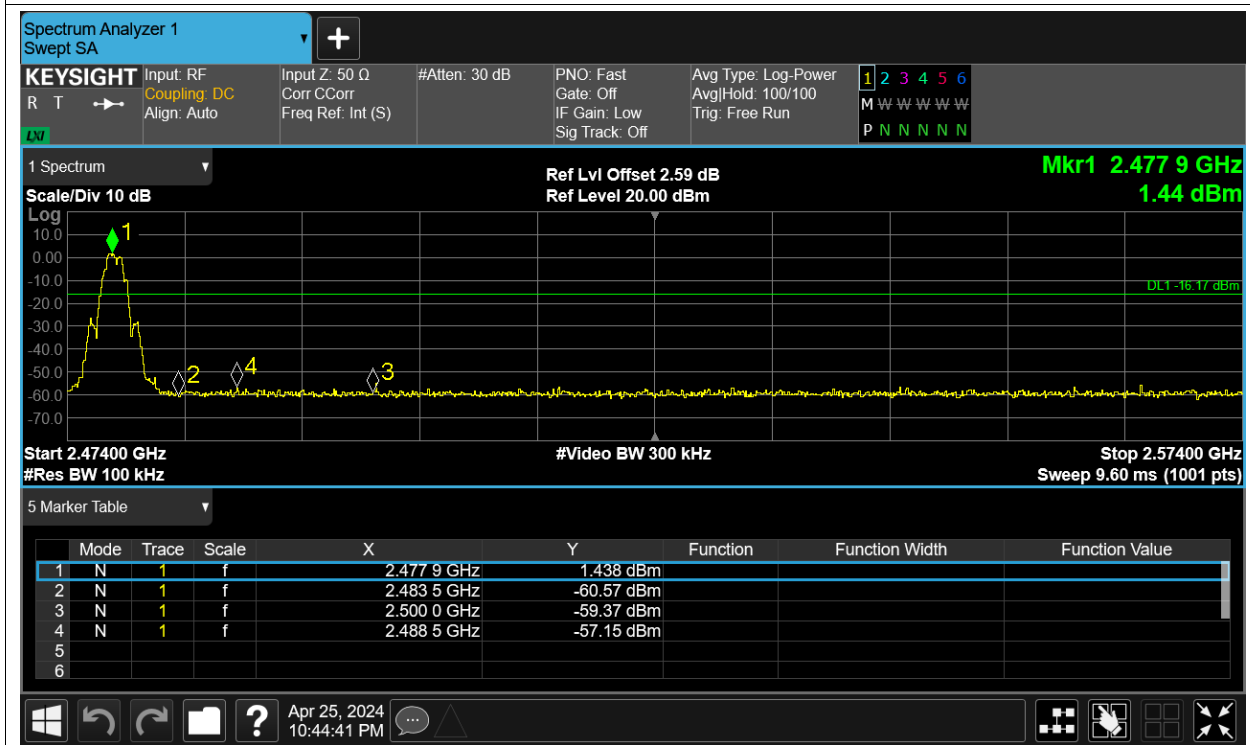 Spectrum Analyzer 1
Swept SA
KEYSIGHT
R T
LXI
Input: RF
Coupling: DC
Align: Auto
Input Z: 50 Ω
Corr CCorr
Freq Ref: Int (S)
#Atten: 30 dB
PNO: Fast
Gate: Off
IF Gain: Low
Sig Track: Off
Avg Type: Log-Power
Avg|Hold: 100/100
Trig: Free Run
1 2 3 4 5 6
M W W W W W
P N N N N N
1 Spectrum
Scale/Div 10 dB
Ref Lvl Offset 2.59 dB
Ref Level 20.00 dBm
Mkr1 2.477 9 GHz
1.44 dBm
Log
10.0
0.00
-10.0
-20.0
-30.0
-40.0
-50.0
-60.0
-70.0
1
2
4
3
DL1 -16.17 dBm
Start 2.47400 GHz
#Res BW 100 kHz
#Video BW 300 kHz
Stop 2.57400 GHz
Sweep 9.60 ms (1001 pts)
5 Marker Table
Mode Trace Scale X Y Function Function Width Function Value
1 N 1 f 2.477 9 GHz 1.438 dBm
2 N 1 f 2.483 5 GHz -60.57 dBm
3 N 1 f 2.500 0 GHz -59.37 dBm
4 N 1 f 2.488 5 GHz -57.15 dBm
5
6
?
Apr 25, 2024
10:44:41 PM